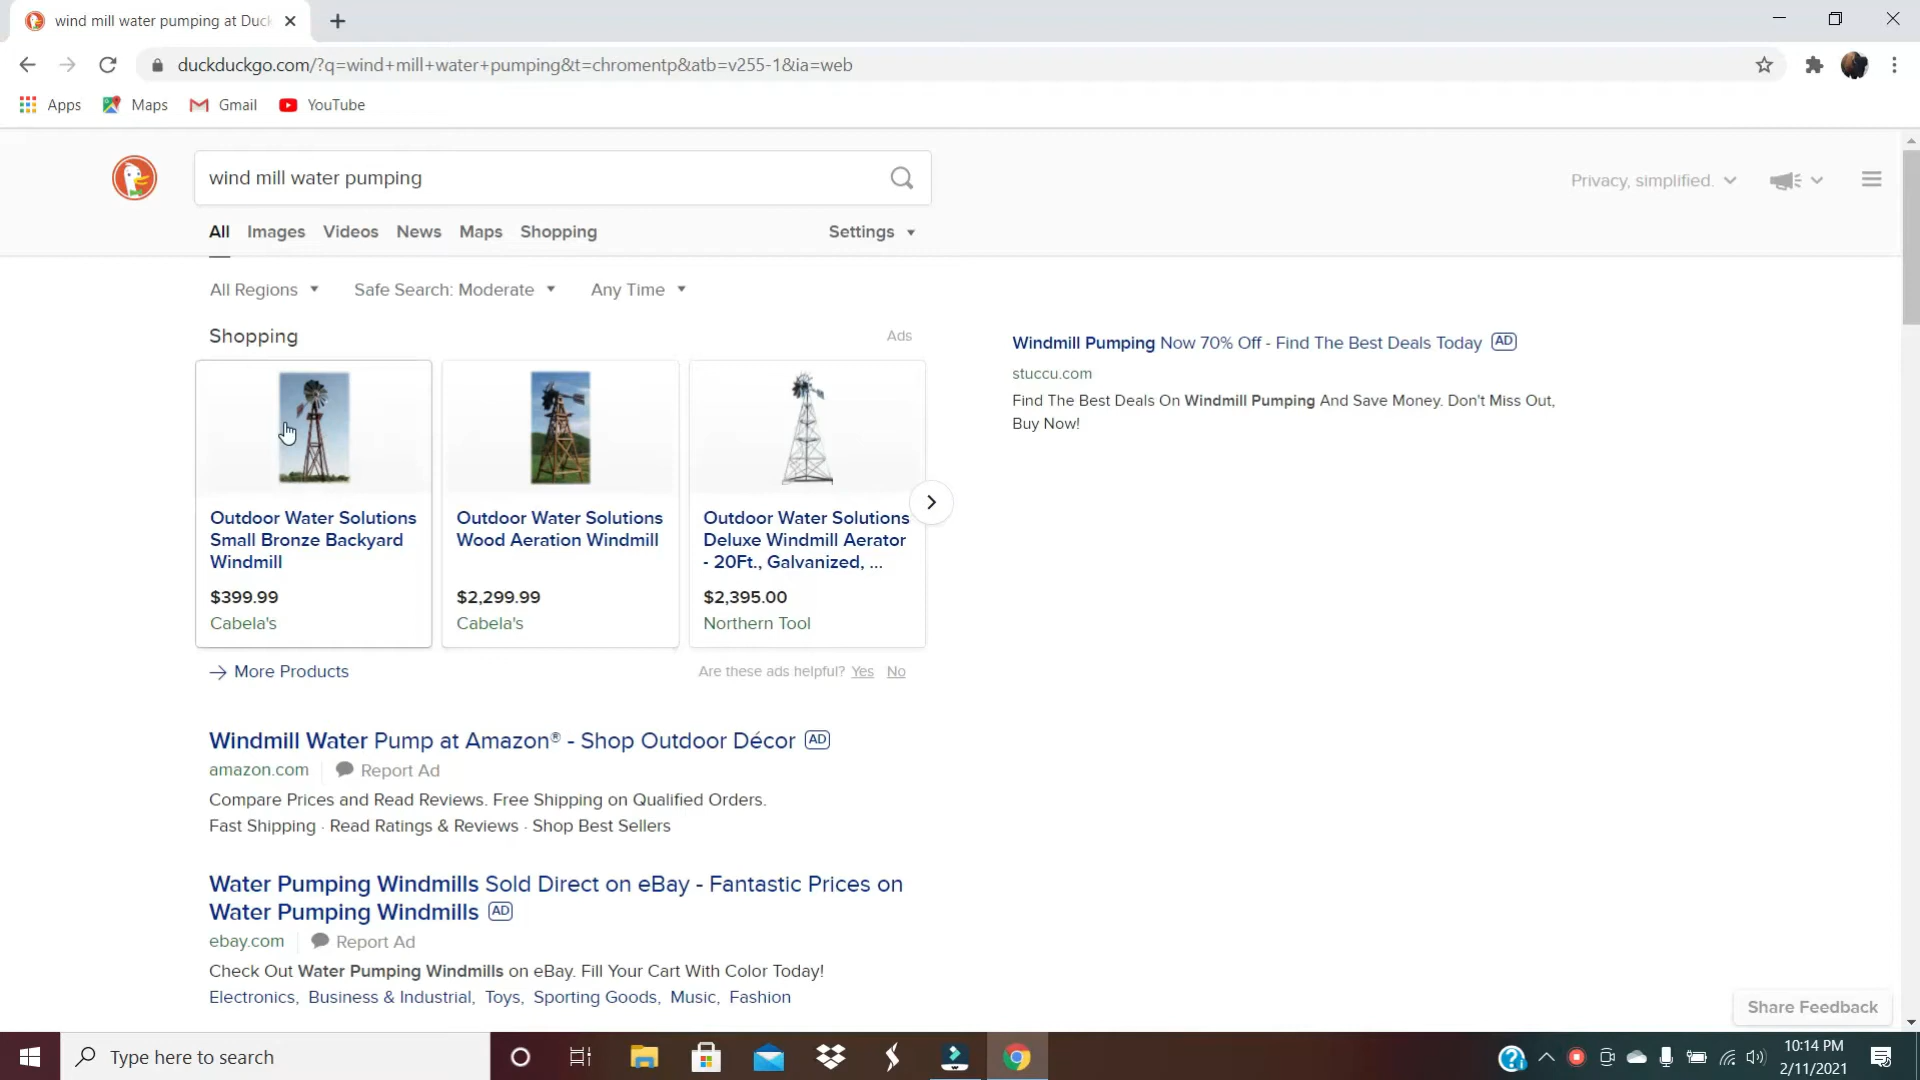 wind mill water pumping at Duck
duckduckgo.com/?q=wind+mill+water+pumping&t=chromentp&atb=v255-1&ia=web
Apps Maps Gmail YouTube
wind mill water pumping
Privacy, simplified.
All Images Videos News Maps Shopping Settings
All Regions Safe Search: Moderate Any Time
Shopping Ads
Outdoor Water Solutions
Small Bronze Backyard
Windmill
$399.99
Cabela's
Outdoor Water Solutions
Wood Aeration Windmill
$2,299.99
Cabela's
Outdoor Water Solutions
Deluxe Windmill Aerator
- 20Ft., Galvanized, ...
$2,395.00
Northern Tool
More Products
Are these ads helpful? Yes No
Windmill Pumping Now 70% Off - Find The Best Deals Today AD
stuccu.com
Find The Best Deals On Windmill Pumping And Save Money. Don't Miss Out,
Buy Now!
Windmill Water Pump at Amazon® - Shop Outdoor Décor AD
amazon.com Report Ad
Compare Prices and Read Reviews. Free Shipping on Qualified Orders.
Fast Shipping · Read Ratings & Reviews · Shop Best Sellers
Water Pumping Windmills Sold Direct on eBay - Fantastic Prices on
Water Pumping Windmills AD
ebay.com Report Ad
Check Out Water Pumping Windmills on eBay. Fill Your Cart With Color Today!
Electronics, Business & Industrial, Toys, Sporting Goods, Music, Fashion
Share Feedback
Type here to search
10:14 PM
2/11/2021